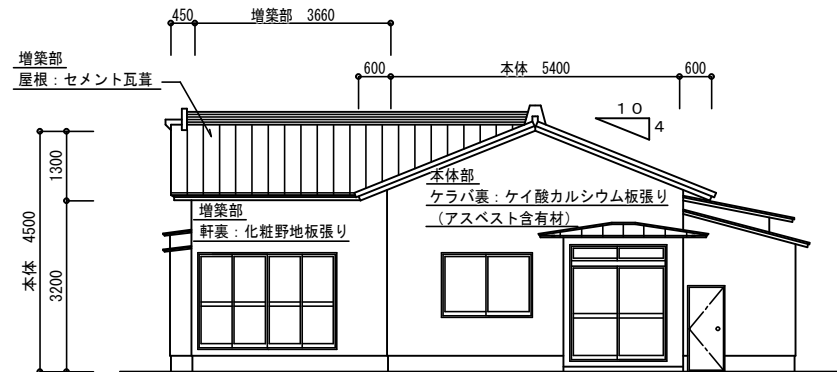 450
増築部 3660
増築部
屋根：セメント瓦葺
600
本体 5400
600
10
4
1300
本体 4500
3200
本体部
ケラバ裏：ケイ酸カルシウム板張り
（アスベスト含有材）
増築部
軒裏：化粧野地板張り